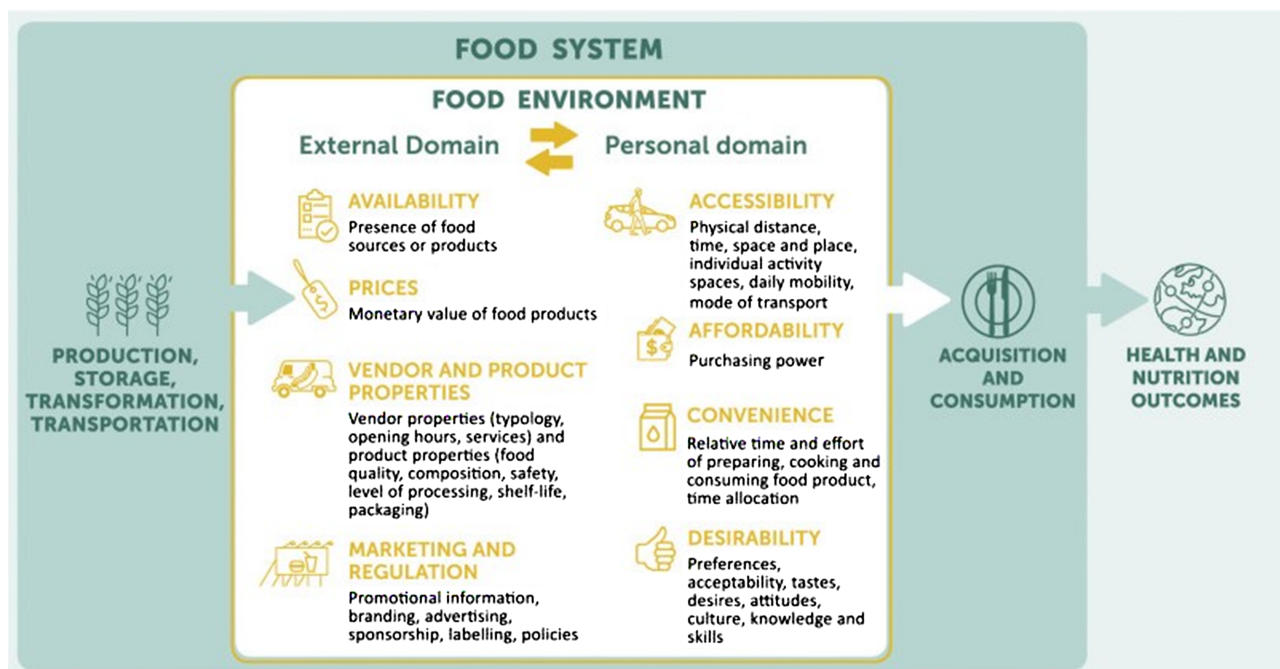 FOOD SYSTEM
FOOD ENVIRONMENT
External Domain
Personal domain
PRODUCTION,
STORAGE,
TRANSFORMATION,
TRANSPORTATION
AVAILABILITY
Presence of food
sources or products
PRICES
Monetary value of food products
VENDOR AND PRODUCT
PROPERTIES
Vendor properties (typology,
opening hours, services) and
product properties (food
quality, composition, safety,
level of processing, shelf-life,
packaging)
MARKETING AND
REGULATION
Promotional information,
branding, advertising,
sponsorship, labelling, policies
ACCESSIBILITY
Physical distance,
time, space and place,
individual activity
spaces, daily mobility,
mode of transport
AFFORDABILITY
Purchasing power
CONVENIENCE
Relative time and effort
of preparing, cooking and
consuming food product,
time allocation
DESIRABILITY
Preferences,
acceptability, tastes,
desires, attitudes,
culture, knowledge and
skills
ACQUISITION
AND
CONSUMPTION
HEALTH AND
NUTRITION
OUTCOMES